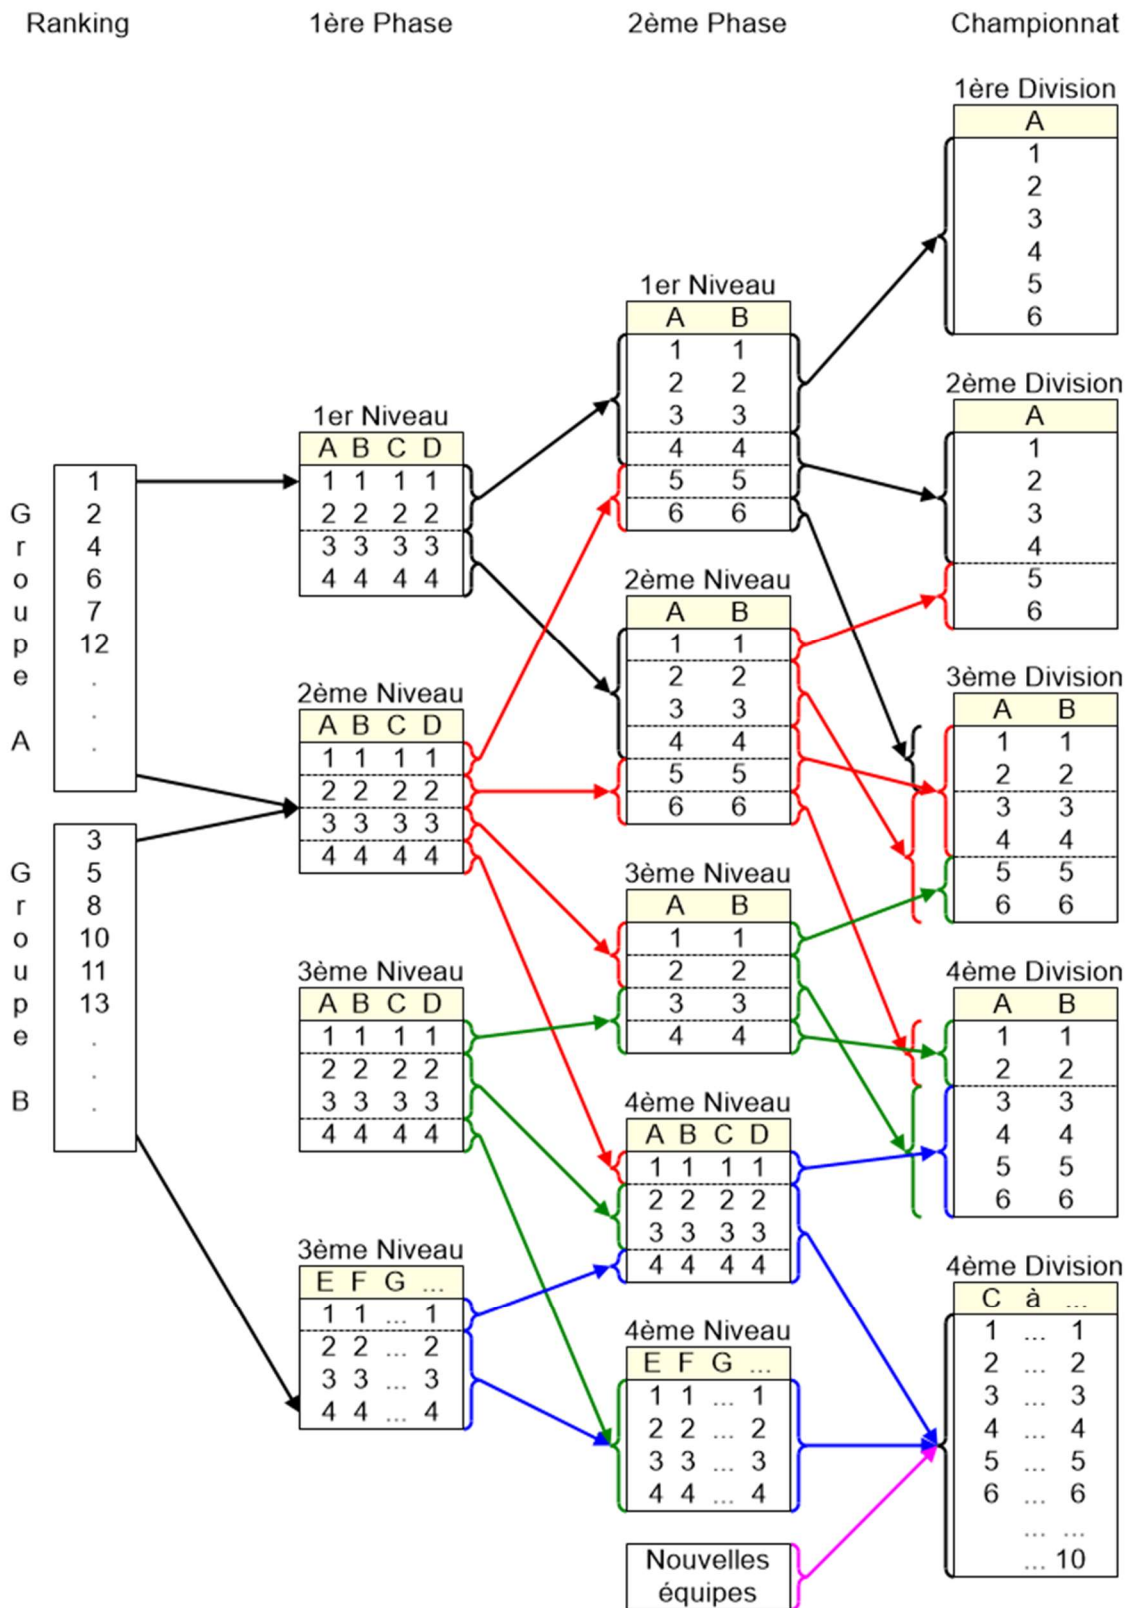 Ranking 1ère Phase 2ème Phase Championnat
Groupe A
1
2
4
6
7
12
.
.
.
Groupe B
3
5
8
10
11
13
.
.
.
1er Niveau
A B C D
1 1 1 1
2 2 2 2
3 3 3 3
4 4 4 4
2ème Niveau
A B C D
1 1 1 1
2 2 2 2
3 3 3 3
4 4 4 4
3ème Niveau
A B C D
1 1 1 1
2 2 2 2
3 3 3 3
4 4 4 4
3ème Niveau
E F G ...
1 1 ... 1
2 2 ... 2
3 3 ... 3
4 4 ... 4
1er Niveau
A B
1 1
2 2
3 3
4 4
5 5
6 6
2ème Niveau
A B
1 1
2 2
3 3
4 4
5 5
6 6
3ème Niveau
A B
1 1
2 2
3 3
4 4
4ème Niveau
A B C D
1 1 1 1
2 2 2 2
3 3 3 3
4 4 4 4
4ème Niveau
E F G ...
1 1 ... 1
2 2 ... 2
3 3 ... 3
4 4 ... 4
Nouvelles
équipes
1ère Division
A
1
2
3
4
5
6
2ème Division
A
1
2
3
4
5
6
3ème Division
A B
1 1
2 2
3 3
4 4
5 5
6 6
4ème Division
A B
1 1
2 2
3 3
4 4
5 5
6 6
4ème Division
C à ...
1 ... 1
2 ... 2
3 ... 3
4 ... 4
5 ... 5
6 ... 6
... ...
... 10